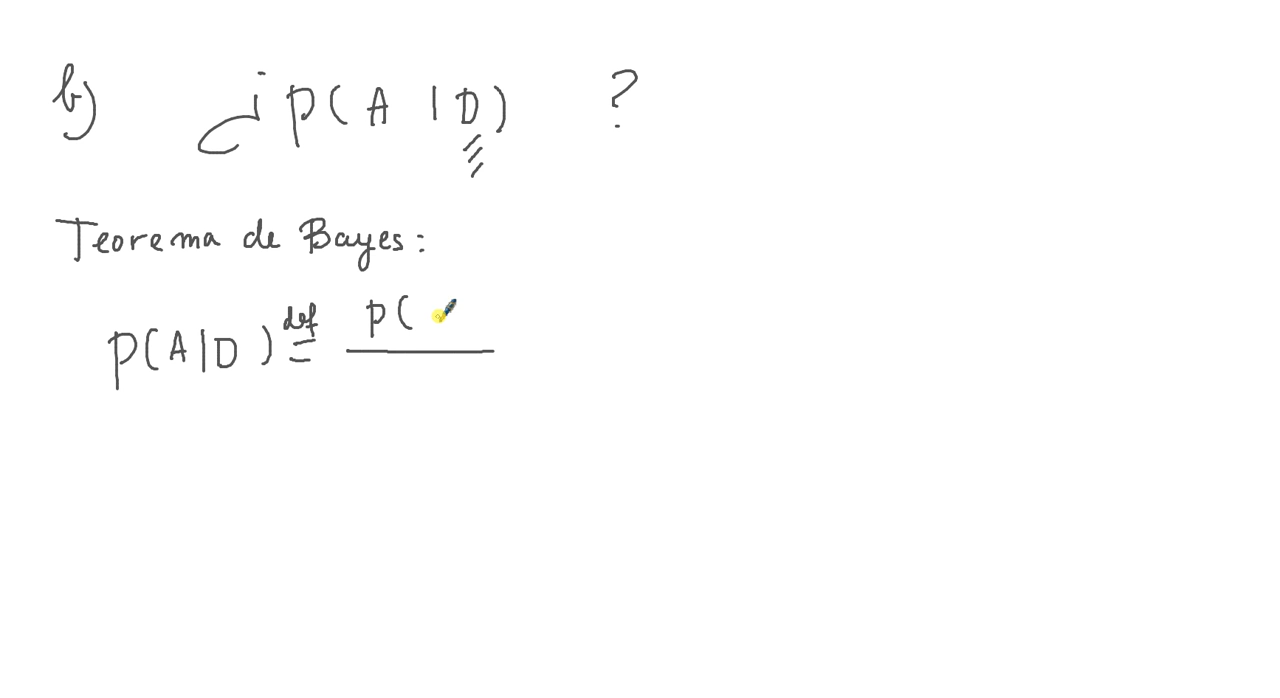 b) ¿ P( A | D ) ?
Teorema de Bayes:
P(A|D) def= P(